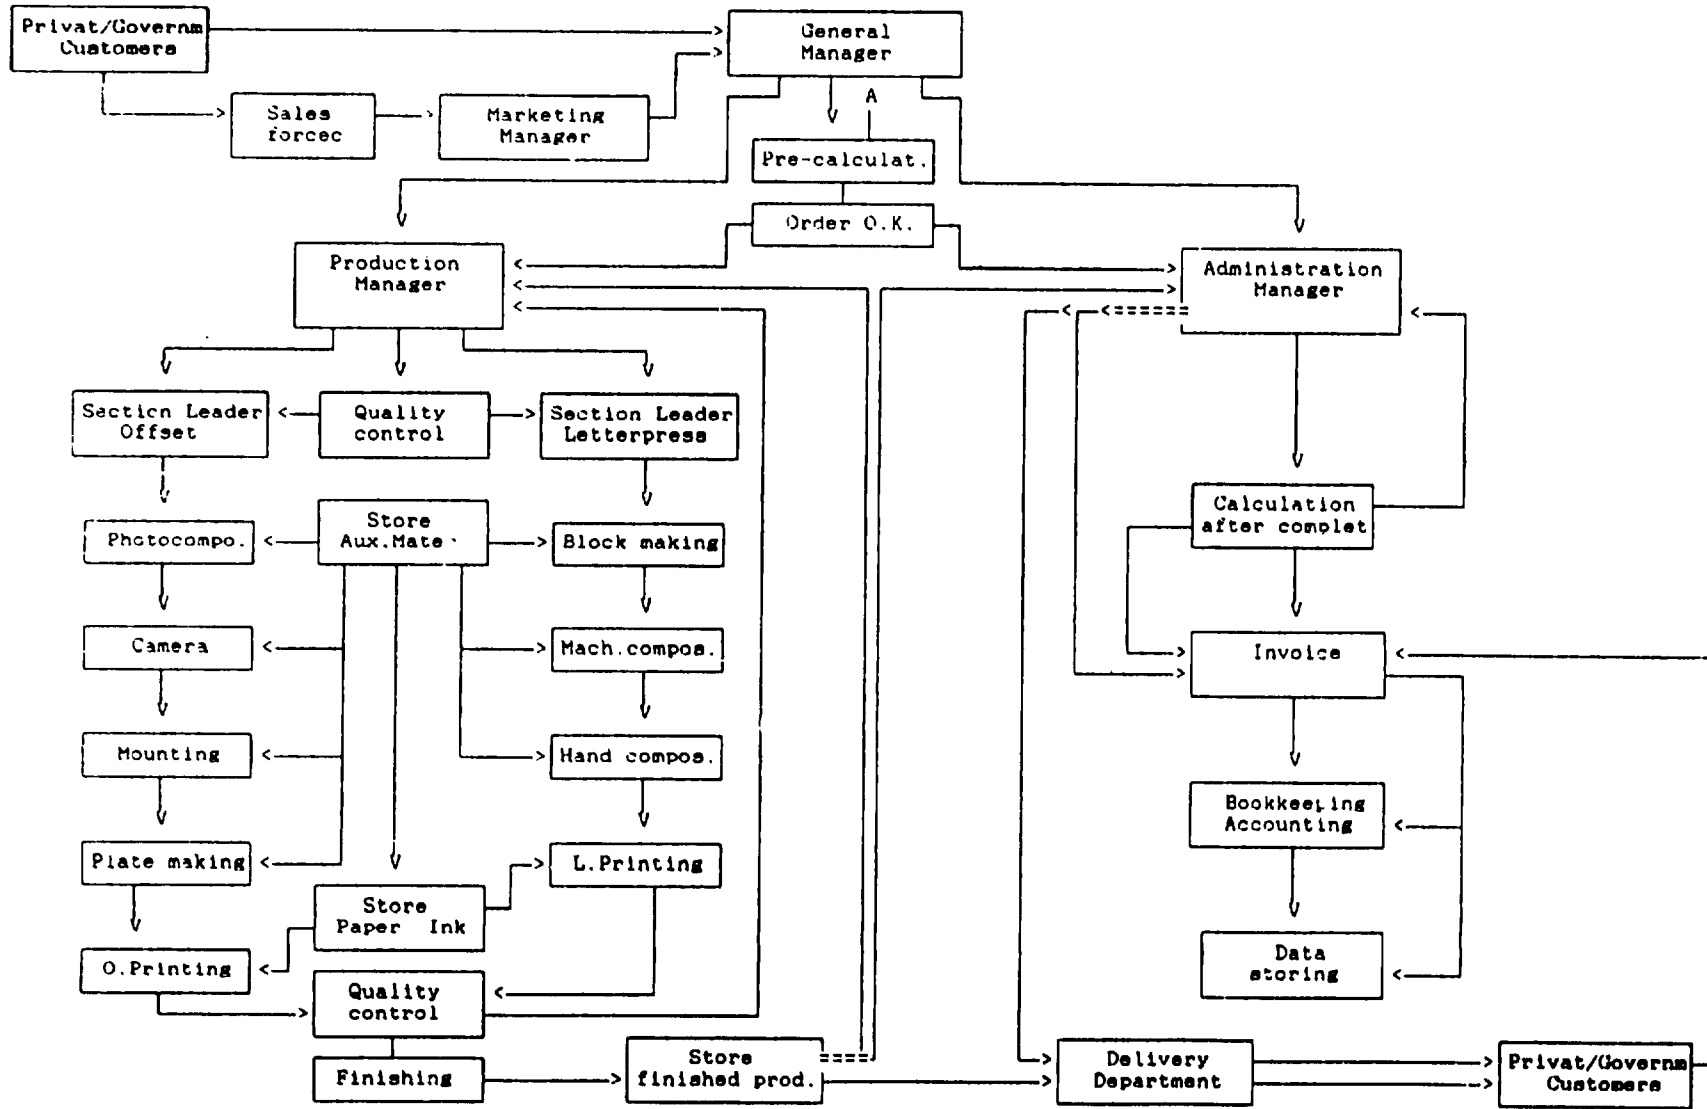 Privat/Governm
Customers
General
Manager
Sales
forcec
Marketing
Manager
A
Pre-calculat.
Order O.K.
Production
Manager
Administration
Manager
Section Leader
Offset
Quality
control
Section Leader
Letterpress
Store
Aux.Mate
Photocompo.
Block making
Calculation
after complet
Camera
Mach.compos.
Invoice
Mounting
Hand compos.
Bookkeeping
Accounting
Plate making
L.Printing
Store
Paper Ink
O.Printing
Data
storing
Quality
control
Finishing
Store
finished prod.
Delivery
Department
Privat/Governm
Customers